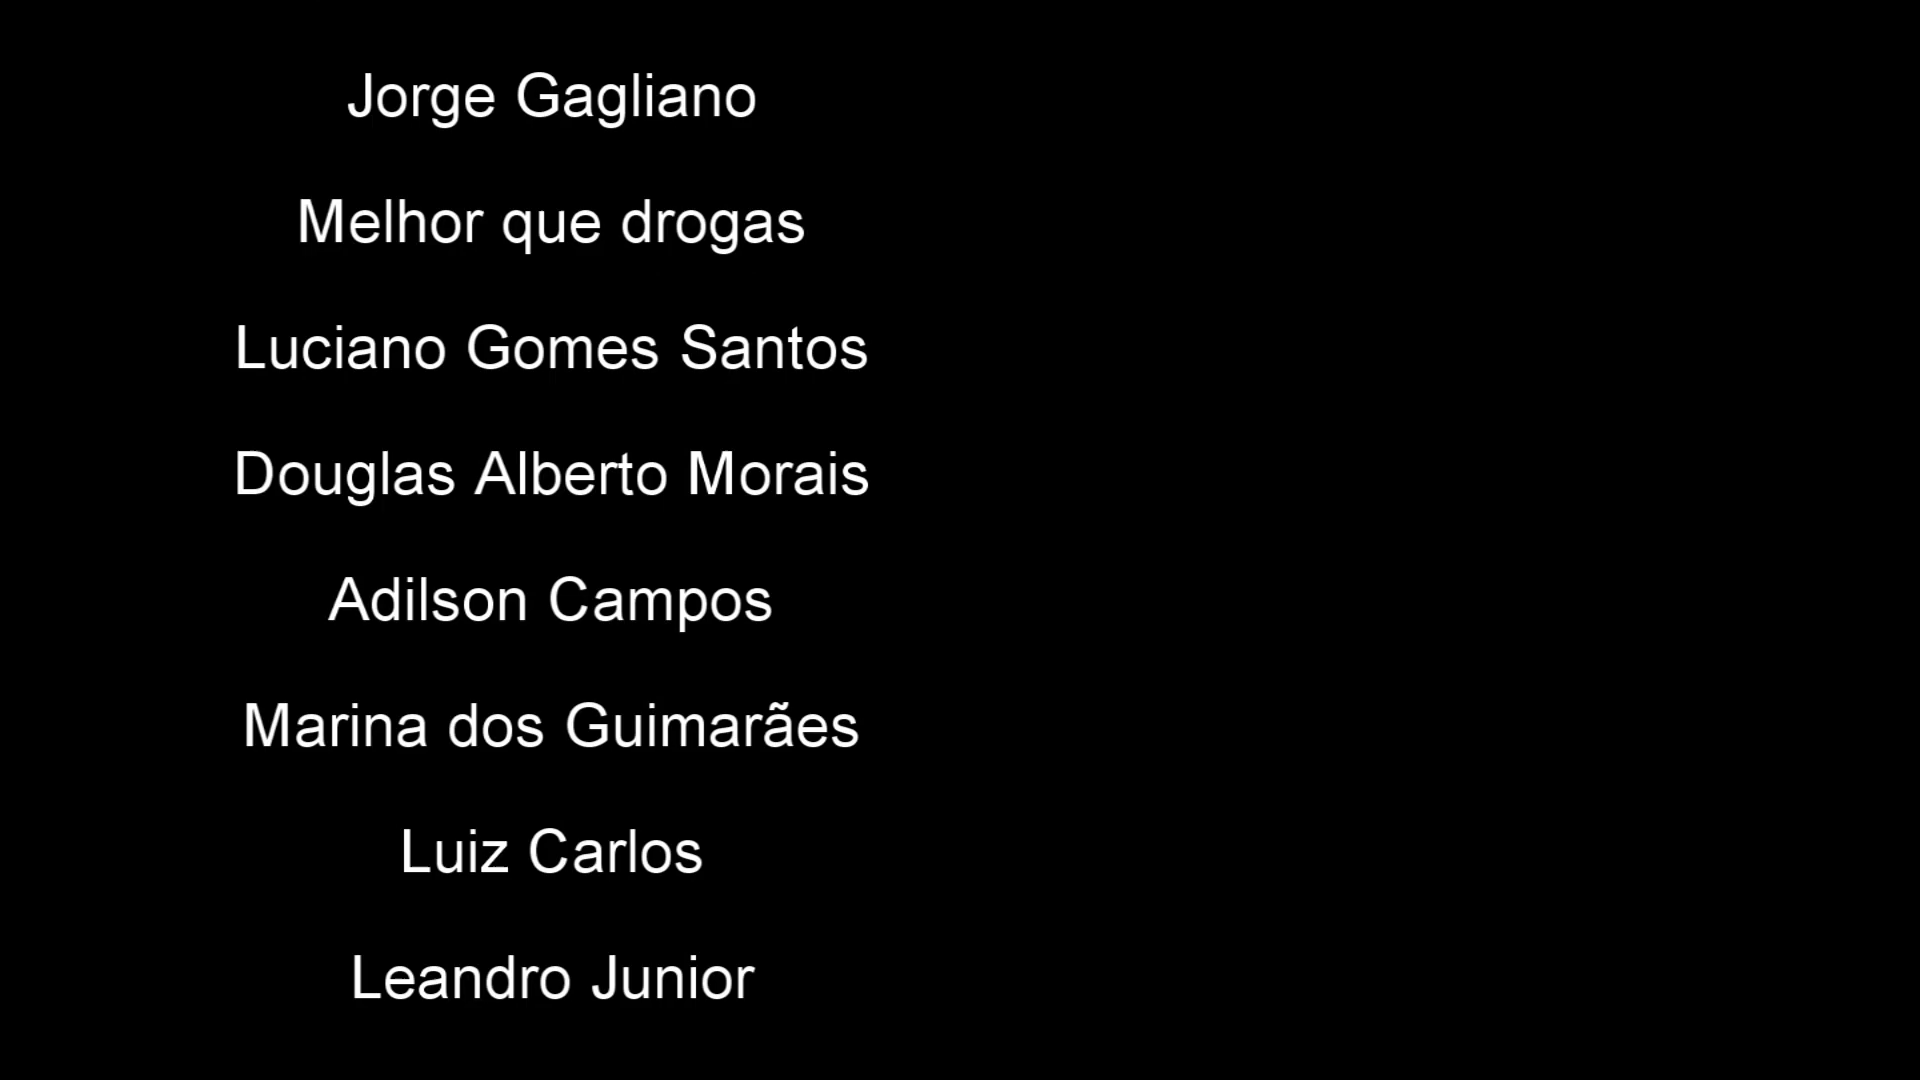 Jorge Gagliano
Melhor que drogas
Luciano Gomes Santos
Douglas Alberto Morais
Adilson Campos
Marina dos Guimarães
Luiz Carlos
Leandro Junior